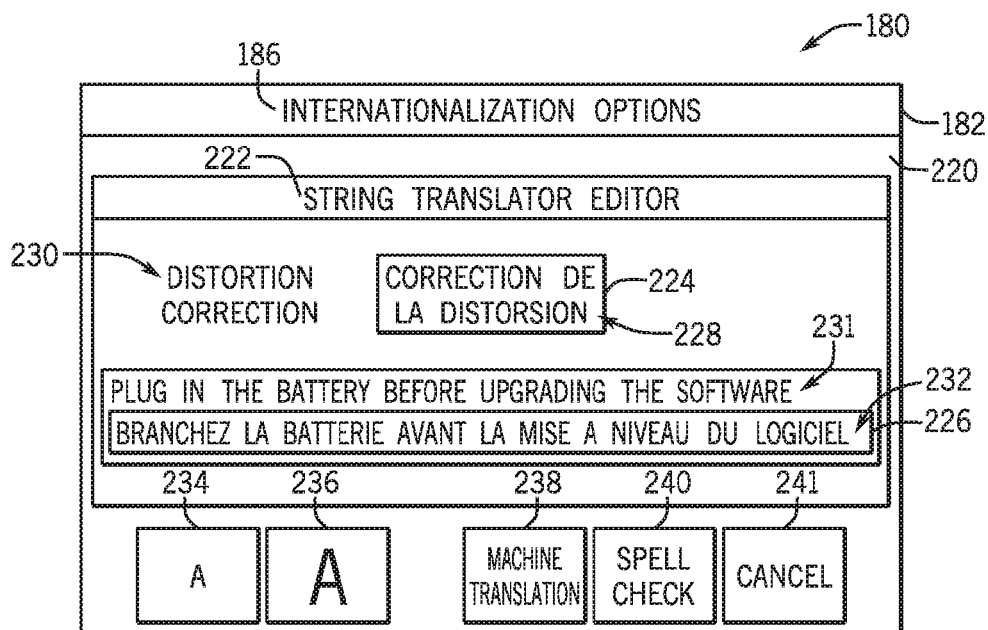 180
186
INTERNATIONALIZATION OPTIONS
182
220
222
STRING TRANSLATOR EDITOR
230
DISTORTION
CORRECTION
CORRECTION DE
LA DISTORSION
224
228
231
PLUG IN THE BATTERY BEFORE UPGRADING THE SOFTWARE
232
BRANCHEZ LA BATTERIE AVANT LA MISE A NIVEAU DU LOGICIEL
226
234
236
238
240
241
A
A
MACHINE
TRANSLATION
SPELL
CHECK
CANCEL